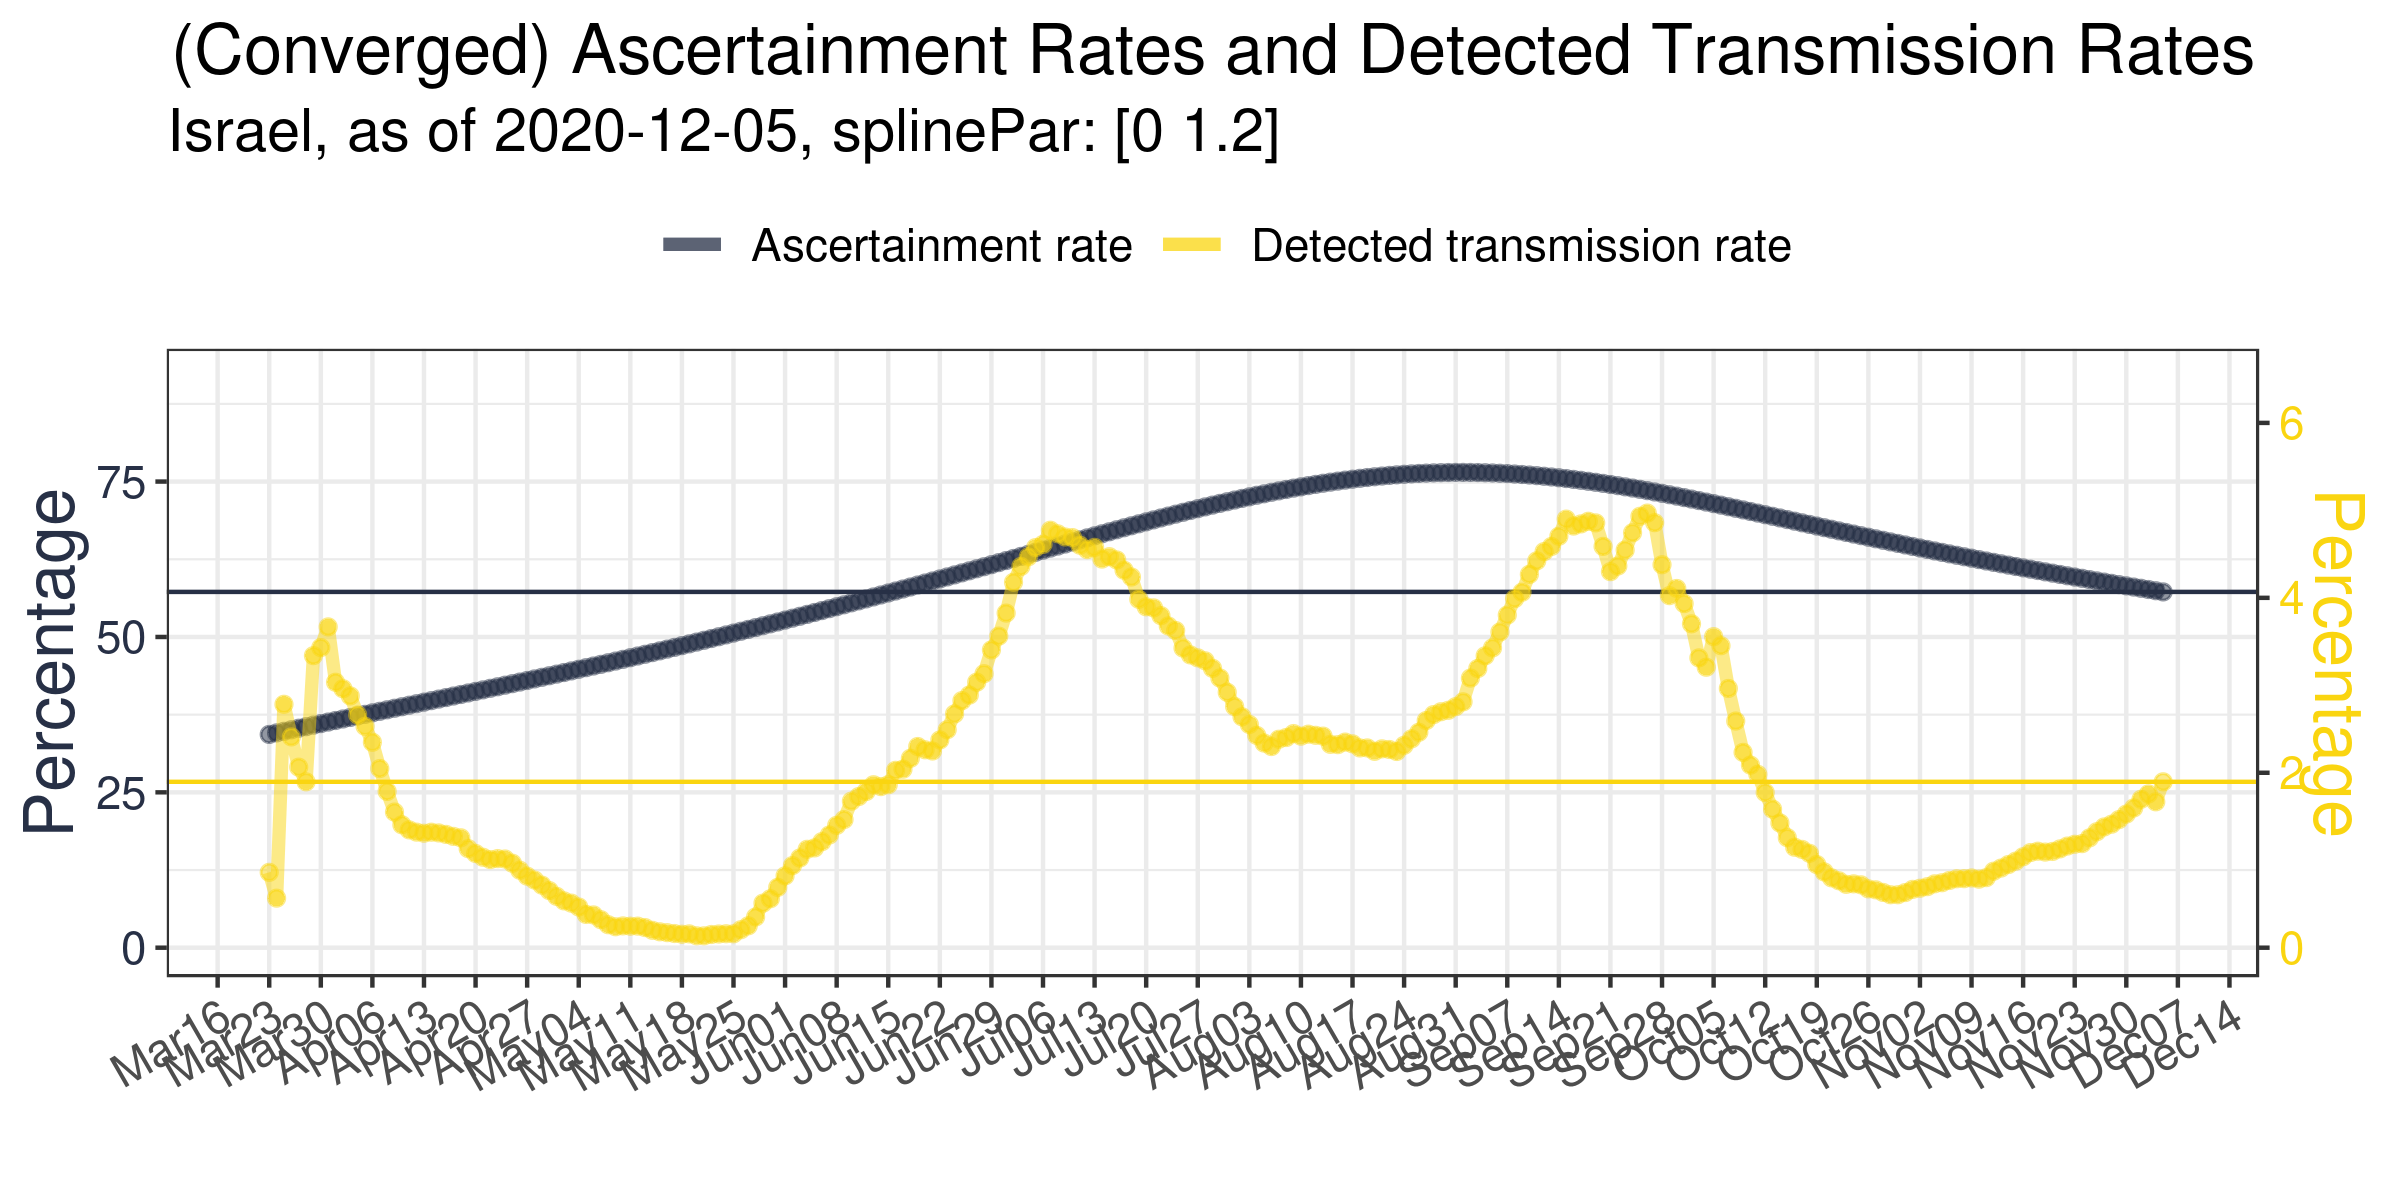 (Converged) Ascertainment Rates and Detected Transmission Rates
Israel, as of 2020-12-05, splinePar: [0 1.2]
Ascertainment rate Detected transmission rate
Percentage
75
50
25
0
6
4
2
0
Percentage
Mar16 Mar23 Mar30 Apr06 Apr13 Apr20 Apr27 May04 May11 May18 May25 Jun01 Jun08 Jun15 Jun22 Jun29 Jul06 Jul13 Jul20 Jul27 Aug03 Aug10 Aug17 Aug24 Aug31 Sep07 Sep14 Sep21 Sep28 Oct05 Oct12 Oct19 Oct26 Nov02 Nov09 Nov16 Nov23 Nov30 Dec07 Dec14